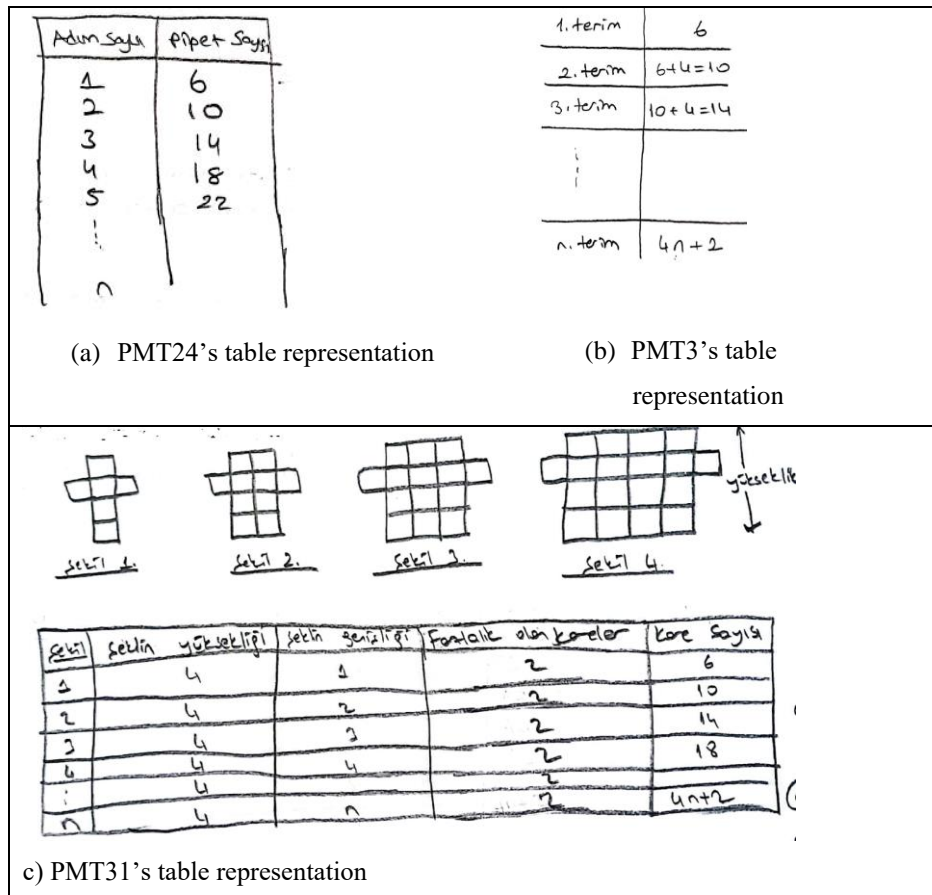 Adım Sayısı Pipet Sayısı
1 6
2 10
3 14
4 18
5 22
n
(a) PMT24's table representation
1. terim 6
2. terim 6+4=10
3. terim 10+4=14
n. terim 4n+2
(b) PMT3's table
representation
yükseklik
Şekil 1. Şekil 2. Şekil 3. Şekil 4.
Şekil Şeklin yüksekliği Şeklin genişliği Fazlalık olan kareler Kare Sayısı
1 4 1 2 6
2 4 2 2 10
3 4 3 2 14
4 4 4 2 18
⋮ 4 2
n 4 n 2 4n+2
c) PMT31's table representation